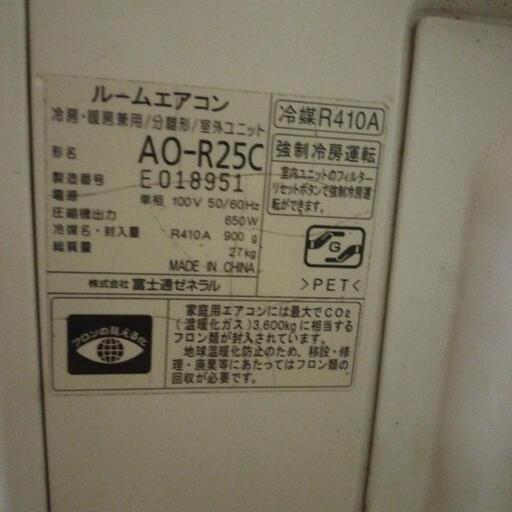 ルームエアコン
冷房・暖房兼用/分離形/室外ユニット
形名 AO-R25C
製造番号 E018951
電源 単相 100V 50/60Hz
圧縮機出力 650W
冷媒名・封入量 R410A 900g
総質量 27kg
MADE IN CHINA
株式会社 富士通ゼネラル
冷媒R410A
強制冷房運転
室内ユニットのフィルター
リセットボタンで強制冷房運
転ができます。
G
>PET<
フロンの見える化
家庭用エアコンには最大でCO2
(温暖化ガス)3,600kgに相当する
フロン類が封入されています。
地球温暖化防止のため、移設・修
理・廃棄等にあたってはフロン類の
回収が必要です。